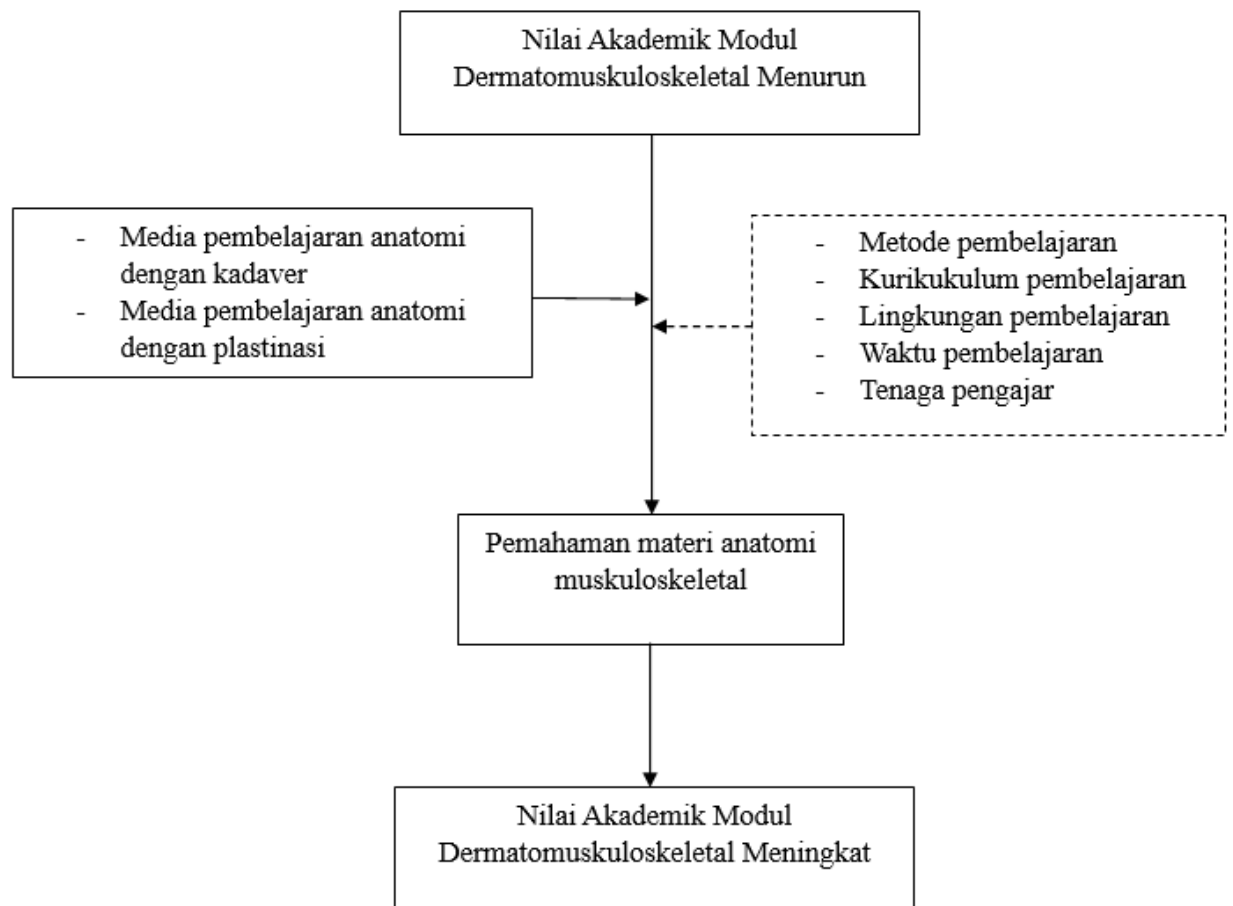 Nilai Akademik Modul
Dermatomuskuloskeletal Menurun
- Media pembelajaran anatomi
dengan kadaver
- Media pembelajaran anatomi
dengan plastinasi
- Metode pembelajaran
- Kurikukulum pembelajaran
- Lingkungan pembelajaran
- Waktu pembelajaran
- Tenaga pengajar
Pemahaman materi anatomi
muskuloskeletal
Nilai Akademik Modul
Dermatomuskuloskeletal Meningkat